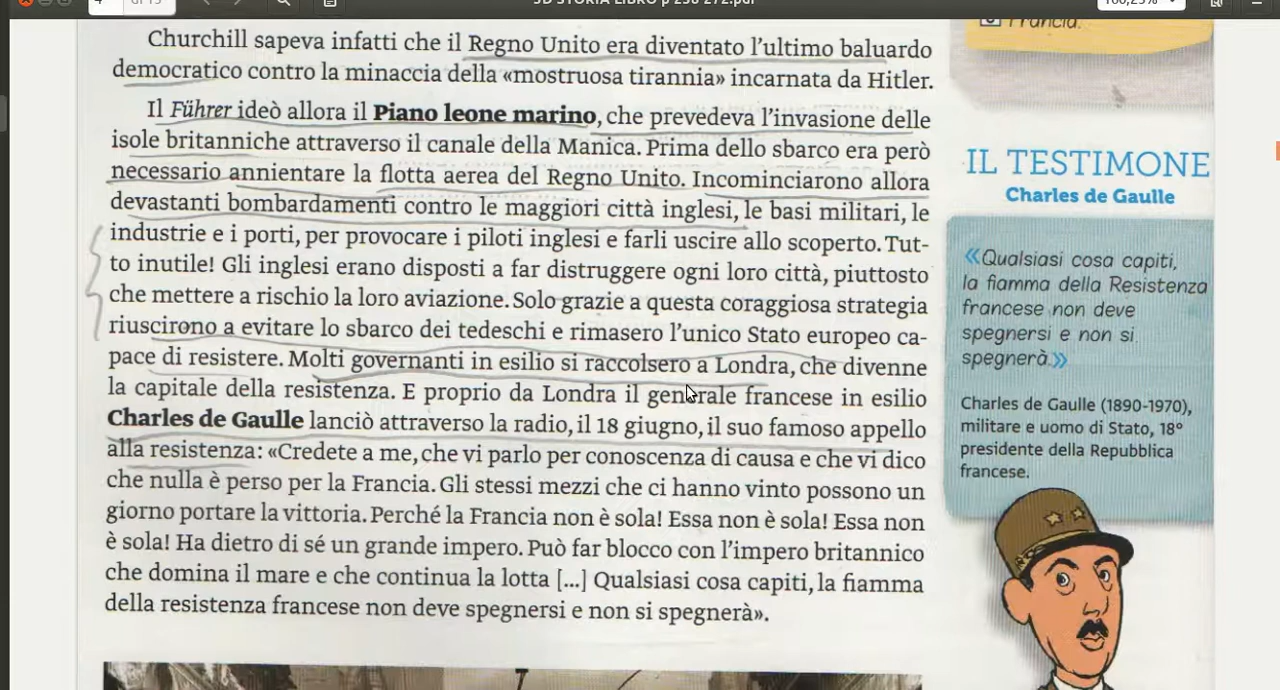 Churchill sapeva infatti che il Regno Unito era diventato l'ultimo baluardo
democratico contro la minaccia della «mostruosa tirannia» incarnata da Hitler.
Il Führer ideò allora il Piano leone marino, che prevedeva l'invasione delle
isole britanniche attraverso il canale della Manica. Prima dello sbarco era però
necessario annientare la flotta aerea del Regno Unito. Incominciarono allora
devastanti bombardamenti contro le maggiori città inglesi, le basi militari, le
industrie e i porti, per provocare i piloti inglesi e farli uscire allo scoperto. Tut-
to inutile! Gli inglesi erano disposti a far distruggere ogni loro città, piuttosto
che mettere a rischio la loro aviazione. Solo grazie a questa coraggiosa strategia
riuscirono a evitare lo sbarco dei tedeschi e rimasero l'unico Stato europeo ca-
pace di resistere. Molti governanti in esilio si raccolsero a Londra, che divenne
la capitale della resistenza. E proprio da Londra il generale francese in esilio
Charles de Gaulle lanciò attraverso la radio, il 18 giugno, il suo famoso appello
alla resistenza: «Credete a me, che vi parlo per conoscenza di causa e che vi dico
che nulla è perso per la Francia. Gli stessi mezzi che ci hanno vinto possono un
giorno portare la vittoria. Perché la Francia non è sola! Essa non è sola! Essa non
è sola! Ha dietro di sé un grande impero. Può far blocco con l'impero britannico
che domina il mare e che continua la lotta [...] Qualsiasi cosa capiti, la fiamma
della resistenza francese non deve spegnersi e non si spegnerà».
Francia.
IL TESTIMONE
Charles de Gaulle
«Qualsiasi cosa capiti,
la fiamma della Resistenza
francese non deve
spegnersi e non si
spegnerà.»
Charles de Gaulle (1890-1970),
militare e uomo di Stato, 18°
presidente della Repubblica
francese.